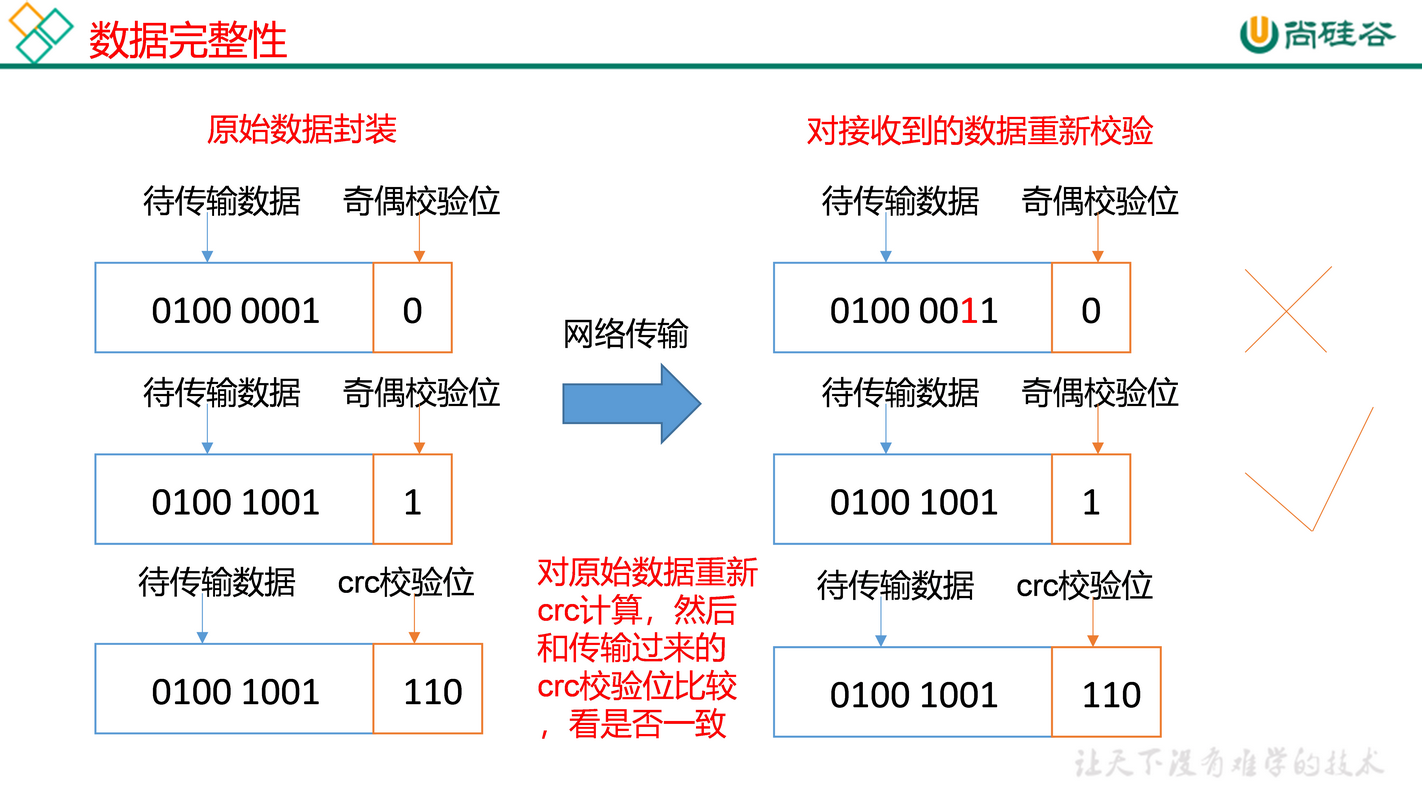 数据完整性
尚硅谷
原始数据封装
对接收到的数据重新校验
待传输数据 奇偶校验位
待传输数据 奇偶校验位
0100 0001 0
0100 0011 0
网络传输
待传输数据 奇偶校验位
待传输数据 奇偶校验位
0100 1001 1
0100 1001 1
对原始数据重新
crc计算，然后
和传输过来的
crc校验位比较
，看是否一致
待传输数据 crc校验位
待传输数据 crc校验位
0100 1001 110
0100 1001 110
让天下没有难学的技术